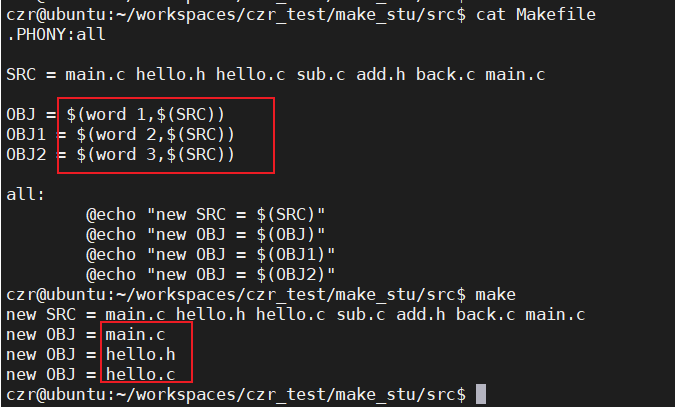 czr@ubuntu:~/workspaces/czr_test/make_stu/src$ cat Makefile
.PHONY:all
SRC = main.c hello.h hello.c sub.c add.h back.c main.c
OBJ = $(word 1,$(SRC))
OBJ1 = $(word 2,$(SRC))
OBJ2 = $(word 3,$(SRC))
all:
@echo "new SRC = $(SRC)"
@echo "new OBJ = $(OBJ)"
@echo "new OBJ = $(OBJ1)"
@echo "new OBJ = $(OBJ2)"
czr@ubuntu:~/workspaces/czr_test/make_stu/src$ make
new SRC = main.c hello.h hello.c sub.c add.h back.c main.c
new OBJ = main.c
new OBJ = hello.h
new OBJ = hello.c
czr@ubuntu:~/workspaces/czr_test/make_stu/src$